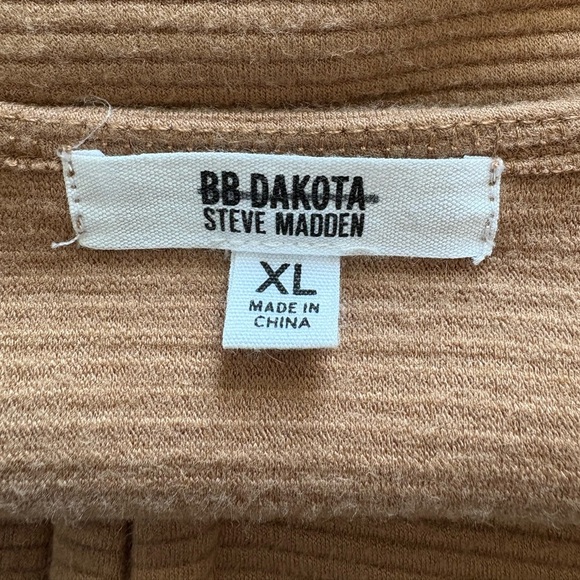 BB DAKOTA
STEVE MADDEN
XL
MADE IN
CHINA